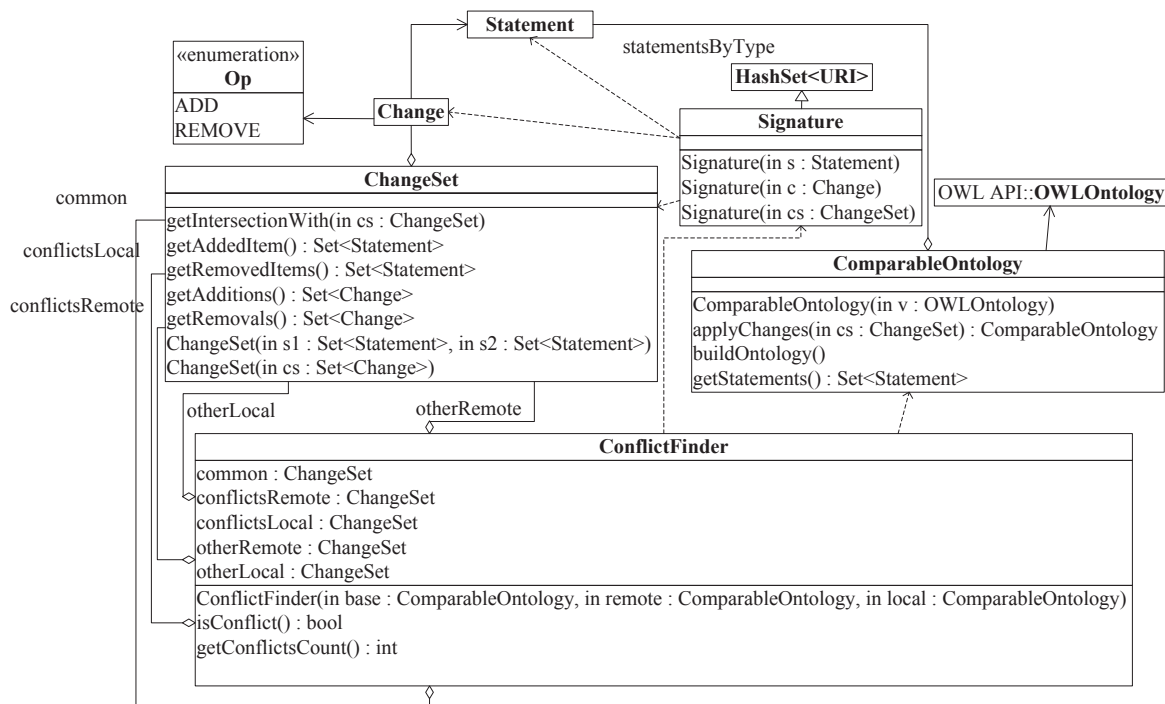 Statement
statementsByType
«enumeration»
Op
ADD
REMOVE
Change
HashSet<URI>
Signature
Signature(in s : Statement)
Signature(in c : Change)
Signature(in cs : ChangeSet)
OWL API::OWLOntology
ChangeSet
getIntersectionWith(in cs : ChangeSet)
getAddedItem() : Set<Statement>
getRemovedItems() : Set<Statement>
getAdditions() : Set<Change>
getRemovals() : Set<Change>
ChangeSet(in s1 : Set<Statement>, in s2 : Set<Statement>)
ChangeSet(in cs : Set<Change>)
common
conflictsLocal
conflictsRemote
ComparableOntology
ComparableOntology(in v : OWLOntology)
applyChanges(in cs : ChangeSet) : ComparableOntology
buildOntology()
getStatements() : Set<Statement>
otherLocal
otherRemote
ConflictFinder
common : ChangeSet
conflictsRemote : ChangeSet
conflictsLocal : ChangeSet
otherRemote : ChangeSet
otherLocal : ChangeSet
ConflictFinder(in base : ComparableOntology, in remote : ComparableOntology, in local : ComparableOntology)
isConflict() : bool
getConflictsCount() : int